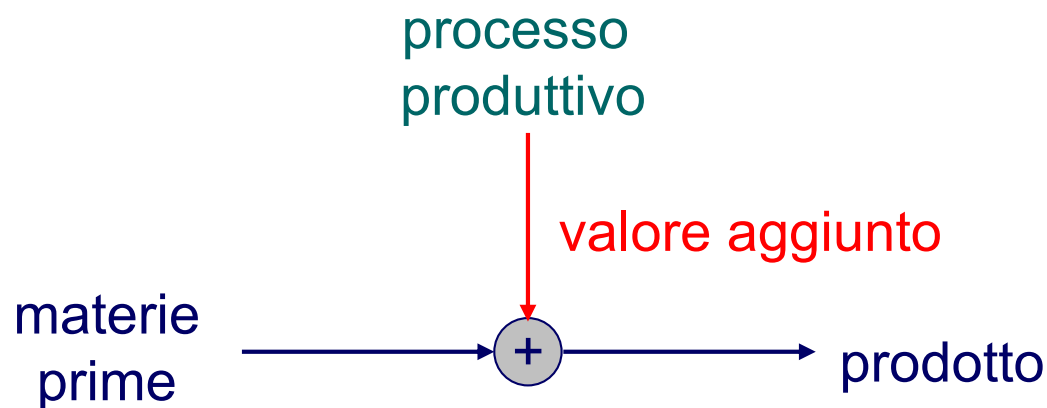 processo
produttivo
valore aggiunto
materie
prime
+
prodotto